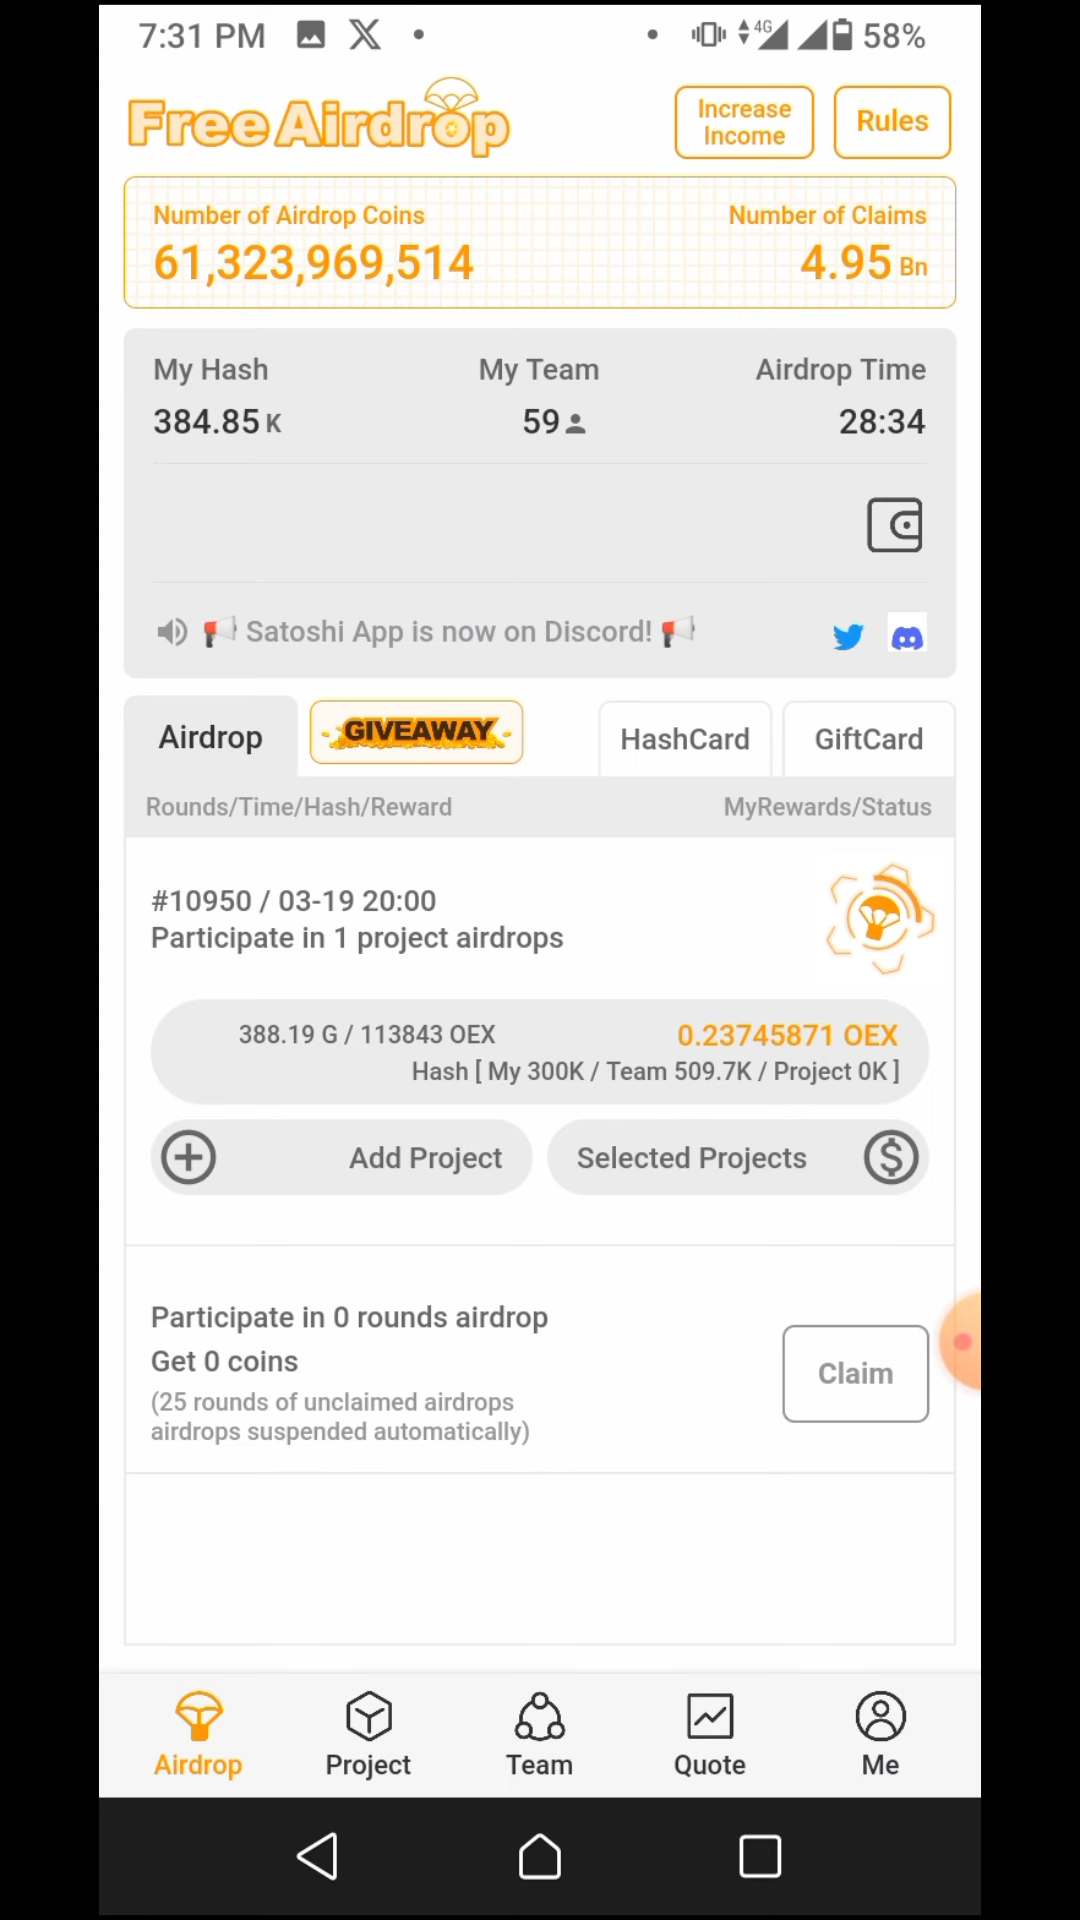 7:31 PM
4G
58%
Free Airdrop
Increase
Income
Rules
Number of Airdrop Coins
Number of Claims
61,323,969,514
4.95 Bn
My Hash
My Team
Airdrop Time
384.85 K
59
28:34
Satoshi App is now on Discord!
Airdrop
GIVEAWAY
HashCard
GiftCard
Rounds/Time/Hash/Reward
MyRewards/Status
#10950 / 03-19 20:00
Participate in 1 project airdrops
388.19 G / 113843 OEX
0.23745871 OEX
Hash [ My 300K / Team 509.7K / Project 0K ]
Add Project
Selected Projects
Participate in 0 rounds airdrop
Get 0 coins
(25 rounds of unclaimed airdrops
airdrops suspended automatically)
Claim
Airdrop
Project
Team
Quote
Me